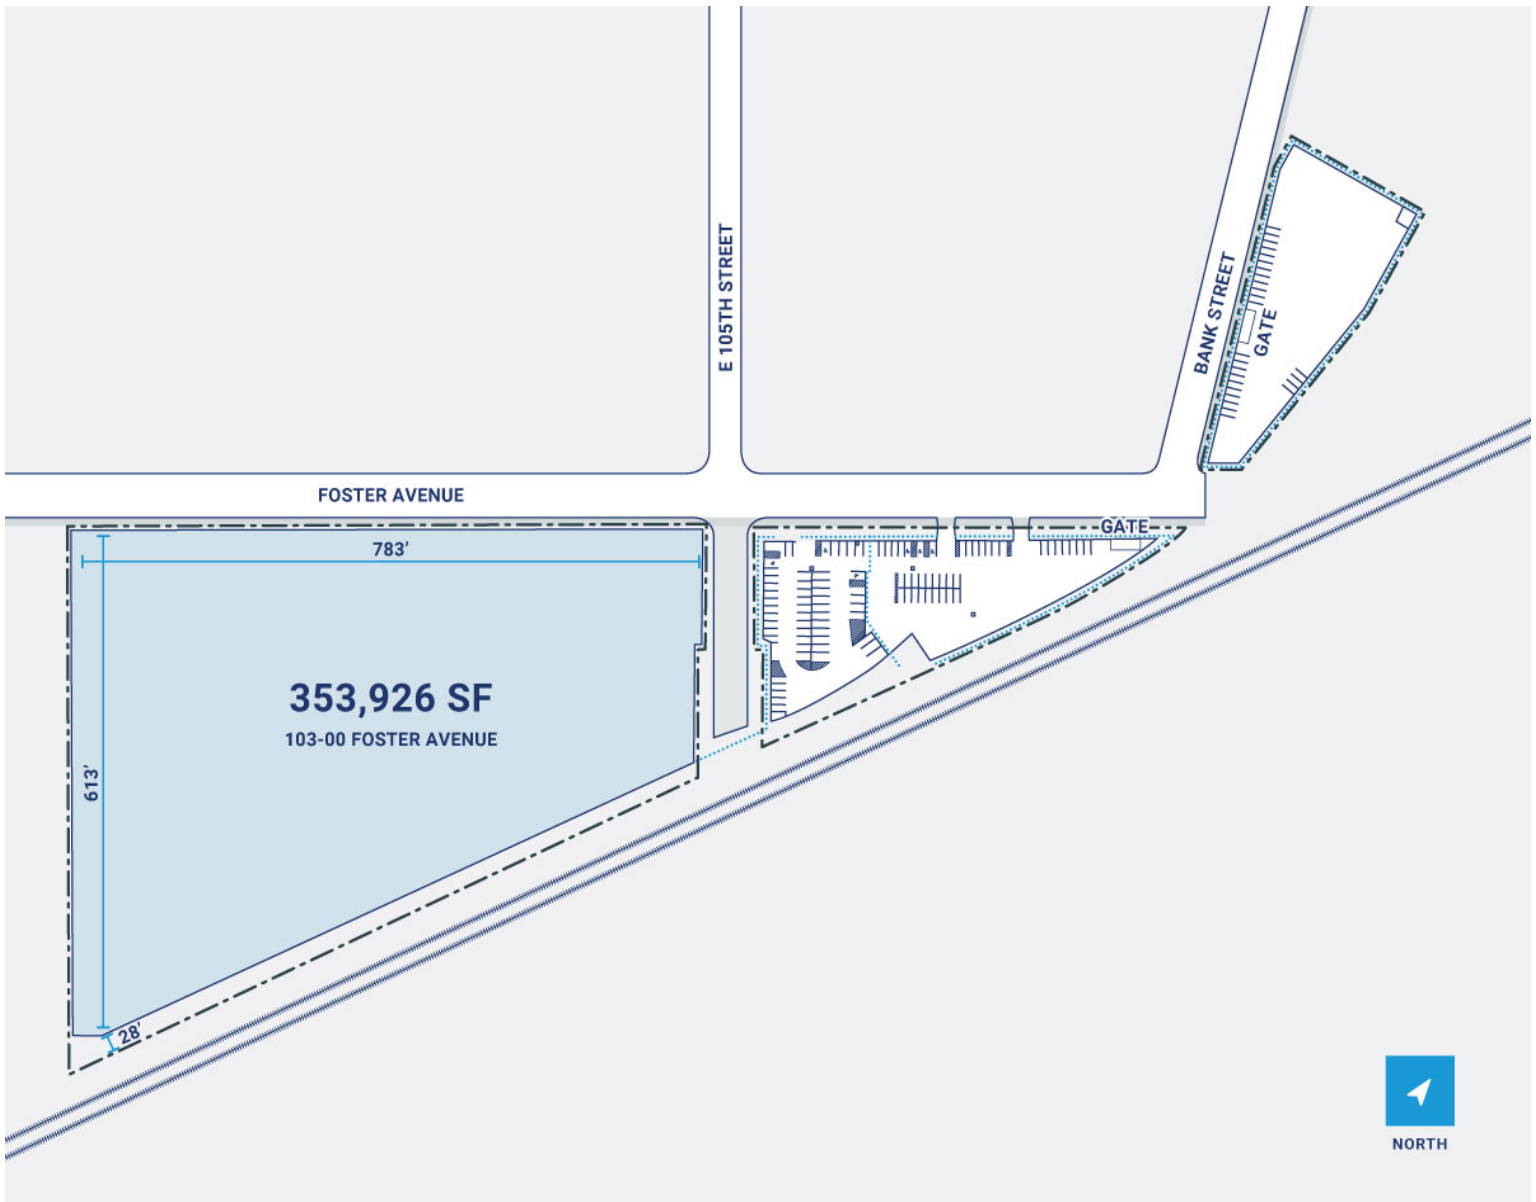 E 105TH STREET
BANK STREET
GATE
FOSTER AVENUE
GATE
783'
353,926 SF
103-00 FOSTER AVENUE
613'
28'
NORTH